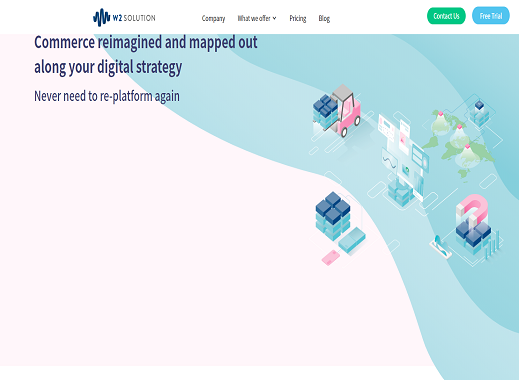 W2 SOLUTION
Company What we offer Pricing Blog
Contact Us Free Trial
Commerce reimagined and mapped out
along your digital strategy
Never need to re-platform again